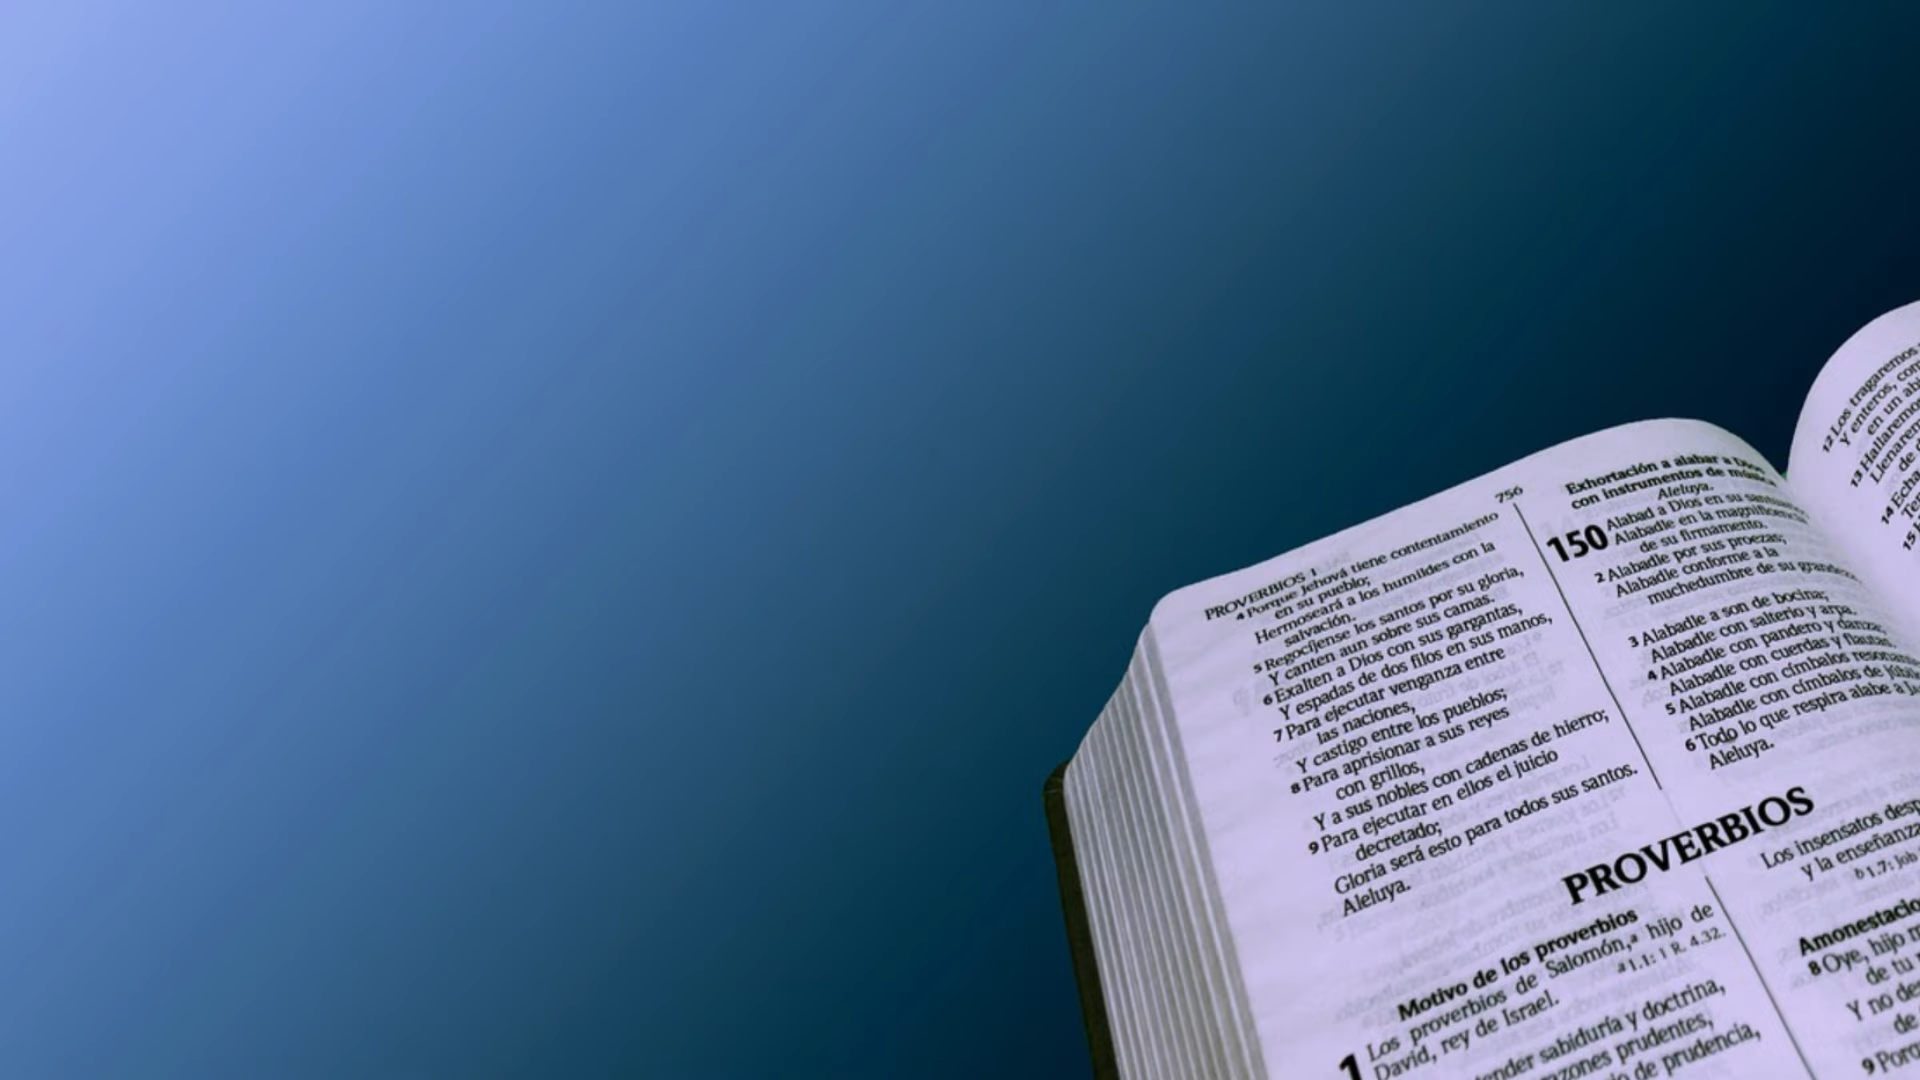 PROVERBIOS 1
756
4 Porque Jehová tiene contentamiento
en su pueblo;
Hermoseará a los humildes con la
salvación.
5 Regocíjense los santos por su gloria,
Y canten aun sobre sus camas.
6 Exalten a Dios con sus gargantas,
Y espadas de dos filos en sus manos,
7 Para ejecutar venganza entre
las naciones,
Y castigo entre los pueblos;
8 Para aprisionar a sus reyes
con grillos,
Y a sus nobles con cadenas de hierro;
9 Para ejecutar en ellos el juicio
decretado;
Gloria será esto para todos sus santos.
Aleluya.
Exhortación a alabar a Dios
con instrumentos de
Aleluya.
150 Alabad a Dios en su
Alabadle en la magnificencia
de su firmamento.
2 Alabadle por sus proezas;
Alabadle conforme a la
muchedumbre de su
3 Alabadle a son de bocina;
Alabadle con salterio y arpa.
4 Alabadle con pandero y danza;
Alabadle con cuerdas y flautas.
5 Alabadle con címbalos
Alabadle con címbalos de
6 Todo lo que respira alabe a
Aleluya.
PROVERBIOS
Motivo de los proverbios
1 Los proverbios de Salomón,a hijo de
David, rey de Israel.
a 1.1: 1 R. 4.32.
sabiduría y doctrina,
prudentes,
de prudencia,
Los insensatos
y la enseñanza
b 1.7: Job
8 Oye, hijo
de tu
Y no
de
9
12 Los tragaremos
Y enteros,
en un
13 Hallaremos
de
14
15